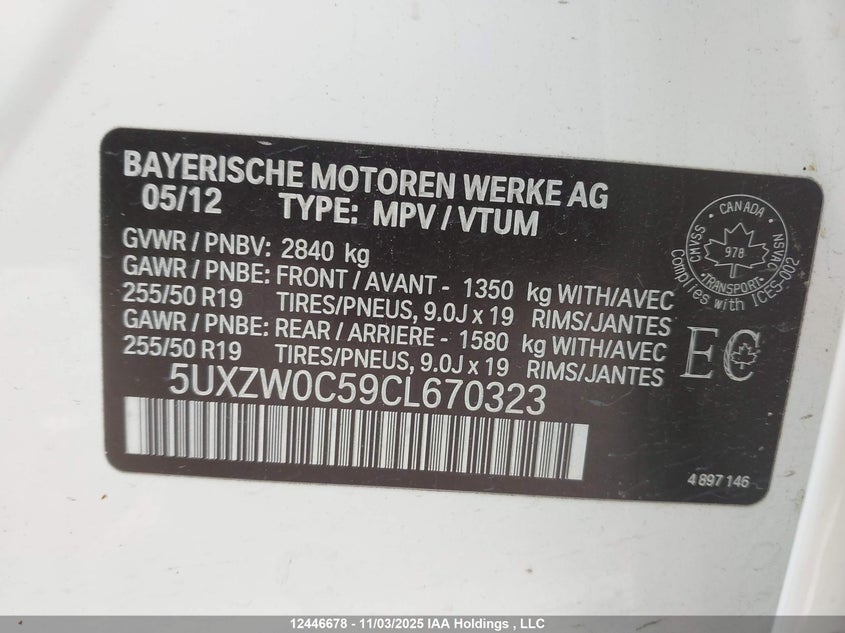 BAYERISCHE MOTOREN WERKE AG
05/12 TYPE: MPV / VTUM
GVWR / PNBV: 2840 kg
GAWR / PNBE: FRONT / AVANT - 1350 kg WITH/AVEC
255/50 R19 TIRES/PNEUS, 9.0J x 19 RIMS/JANTES
GAWR / PNBE: REAR / ARRIERE - 1580 kg WITH/AVEC
255/50 R19 TIRES/PNEUS, 9.0J x 19 RIMS/JANTES
5UXZW0C59CL670323
CMVSS · CANADA · NSVAC
978
· TRANSPORT ·
Complies with ICES-002
EC
4 897 146
12446678 - 11/03/2025 IAA Holdings , LLC